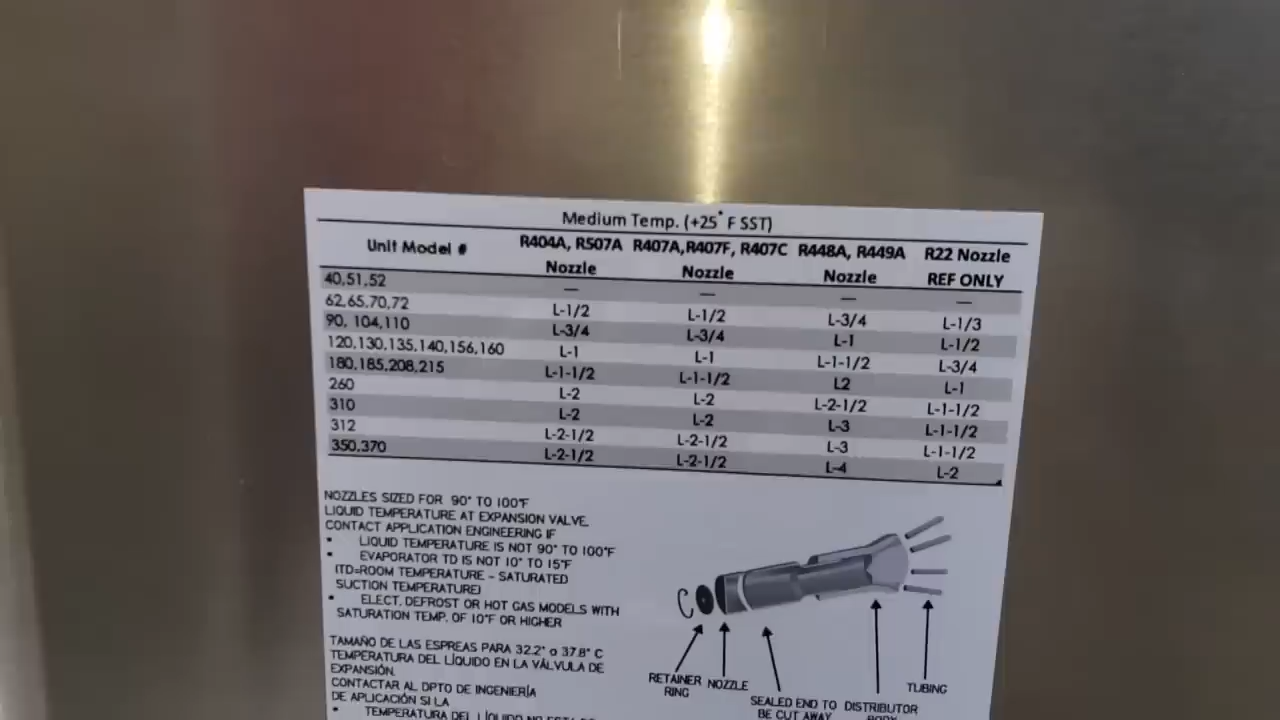 Medium Temp. (+25° F SST)
Unit Model # R404A, R507A Nozzle R407A,R407F, R407C Nozzle R448A, R449A Nozzle R22 Nozzle REF ONLY
40,51,52 — — — —
62,65,70,72 L-1/2 L-1/2 L-3/4 L-1/3
90, 104,110 L-3/4 L-3/4 L-1 L-1/2
120,130,135,140,156,160 L-1 L-1 L-1-1/2 L-3/4
180,185,208,215 L-1-1/2 L-1-1/2 L2 L-1
260 L-2 L-2 L-2-1/2 L-1-1/2
310 L-2 L-2 L-3 L-1-1/2
312 L-2-1/2 L-2-1/2 L-3 L-1-1/2
350,370 L-2-1/2 L-2-1/2 L-4 L-2
NOZZLES SIZED FOR 90° TO 100°F
LIQUID TEMPERATURE AT EXPANSION VALVE.
CONTACT APPLICATION ENGINEERING IF
• LIQUID TEMPERATURE IS NOT 90° TO 100°F
• EVAPORATOR TD IS NOT 10° TO 15°F
(TD=ROOM TEMPERATURE - SATURATED
SUCTION TEMPERATURE)
• ELECT. DEFROST OR HOT GAS MODELS WITH
SATURATION TEMP. OF 10°F OR HIGHER
TAMAÑO DE LAS ESPREAS PARA 32.2° a 37.8° C
TEMPERATURA DEL LÍQUIDO EN LA VÁLVULA DE
EXPANSIÓN.
CONTACTAR AL DPTO DE INGENIERÍA
DE APLICACIÓN SI LA
• TEMPERATURA DEL LÍQUIDO NO
RETAINER
RING
NOZZLE
SEALED END TO
BE CUT AWAY
DISTRIBUTOR
BODY
TUBING